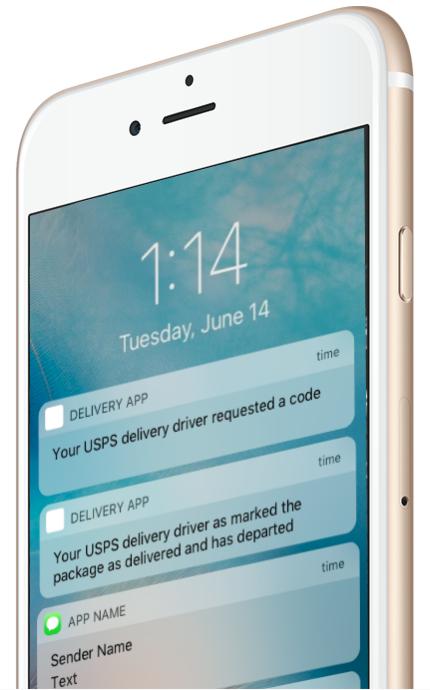 1:14
Tuesday, June 14
DELIVERY APP
time
Your USPS delivery driver requested a code
DELIVERY APP
time
Your USPS delivery driver as marked the
package as delivered and has departed
APP NAME
time
Sender Name
Text